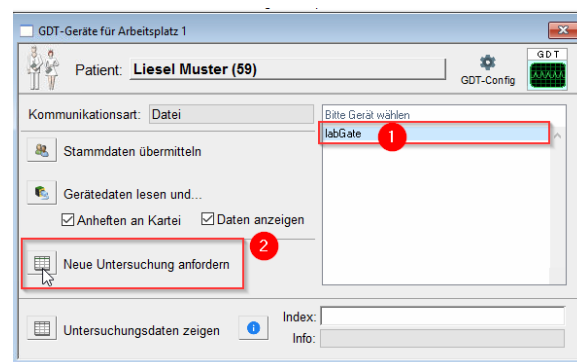 GDT-Geräte für Arbeitsplatz 1
Patient: Liesel Muster (59)
GDT-Config
GDT
Kommunikationsart: Datei
Bitte Gerät wählen
labGate
1
Stammdaten übermitteln
Gerätedaten lesen und...
Anheften an Kartei
Daten anzeigen
2
Neue Untersuchung anfordern
Untersuchungsdaten zeigen
Index:
Info: